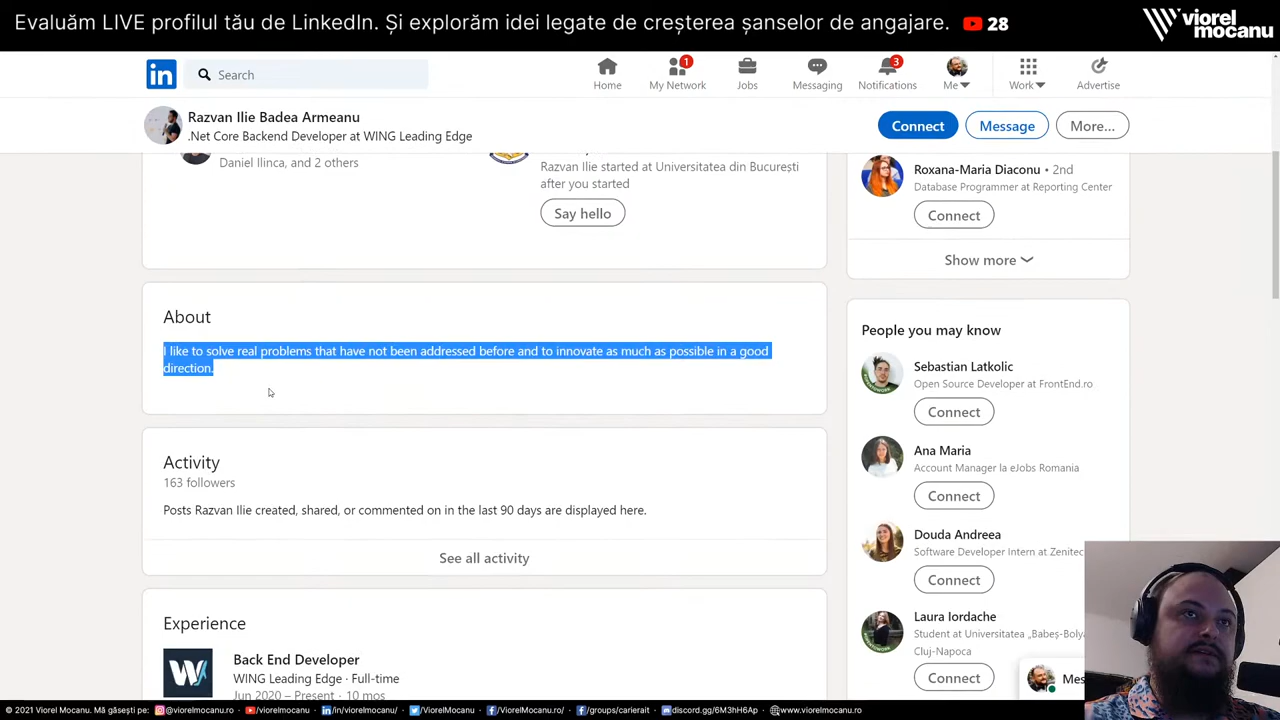 Evaluăm LIVE profilul tău de LinkedIn. Și explorăm idei legate de creșterea șanselor de angajare. 28
viorel
mocanu
in
Search
1
3
Home
My Network
Jobs
Messaging
Notifications
Me
Work
Advertise
Razvan Ilie Badea Armeanu
.Net Core Backend Developer at WING Leading Edge
Connect
Message
More...
Daniel Ilinca, and 2 others
Razvan Ilie started at Universitatea din București
after you started
Say hello
Roxana-Maria Diaconu • 2nd
Database Programmer at Reporting Center
Connect
Show more
About
I like to solve real problems that have not been addressed before and to innovate as much as possible in a good
direction.
Activity
163 followers
Posts Razvan Ilie created, shared, or commented on in the last 90 days are displayed here.
See all activity
Experience
Back End Developer
WING Leading Edge · Full-time
Jun 2020 – Present · 10 mos
People you may know
Sebastian Latkolic
Open Source Developer at FrontEnd.ro
Connect
Ana Maria
Account Manager la eJobs Romania
Connect
Douda Andreea
Software Developer Intern at Zenitec
Connect
Laura Iordache
Student at Universitatea „Babeș-Bolya
Cluj-Napoca
Connect
Mes
© 2021 Viorel Mocanu. Mă găsești pe: @viorelmocanu.ro | /viorelmocanu | /in/viorelmocanu/ | /ViorelMocanu | /ViorelMocanu.ro/ | /groups/carierait | discord.gg/6M3hH6Ap | www.viorelmocanu.ro